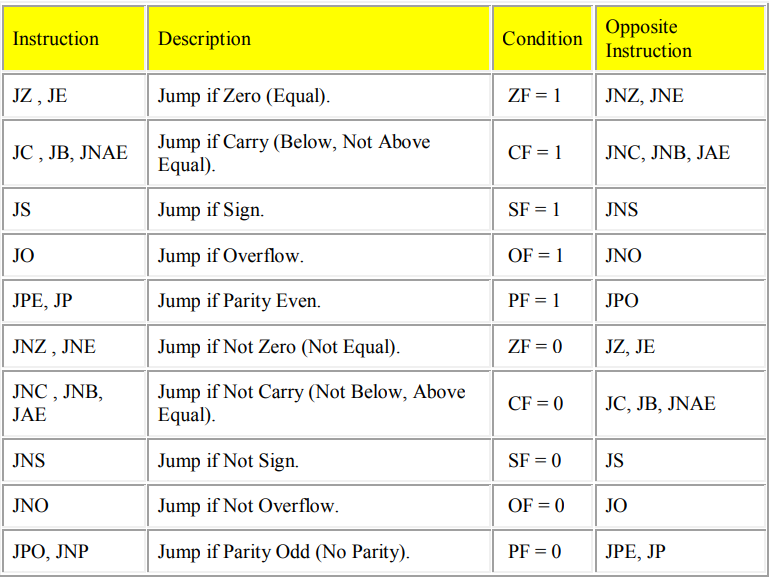 Instruction Description Condition Opposite
Instruction
JZ , JE Jump if Zero (Equal). ZF = 1 JNZ, JNE
JC , JB, JNAE Jump if Carry (Below, Not Above
Equal). CF = 1 JNC, JNB, JAE
JS Jump if Sign. SF = 1 JNS
JO Jump if Overflow. OF = 1 JNO
JPE, JP Jump if Parity Even. PF = 1 JPO
JNZ , JNE Jump if Not Zero (Not Equal). ZF = 0 JZ, JE
JNC , JNB,
JAE Jump if Not Carry (Not Below, Above
Equal). CF = 0 JC, JB, JNAE
JNS Jump if Not Sign. SF = 0 JS
JNO Jump if Not Overflow. OF = 0 JO
JPO, JNP Jump if Parity Odd (No Parity). PF = 0 JPE, JP